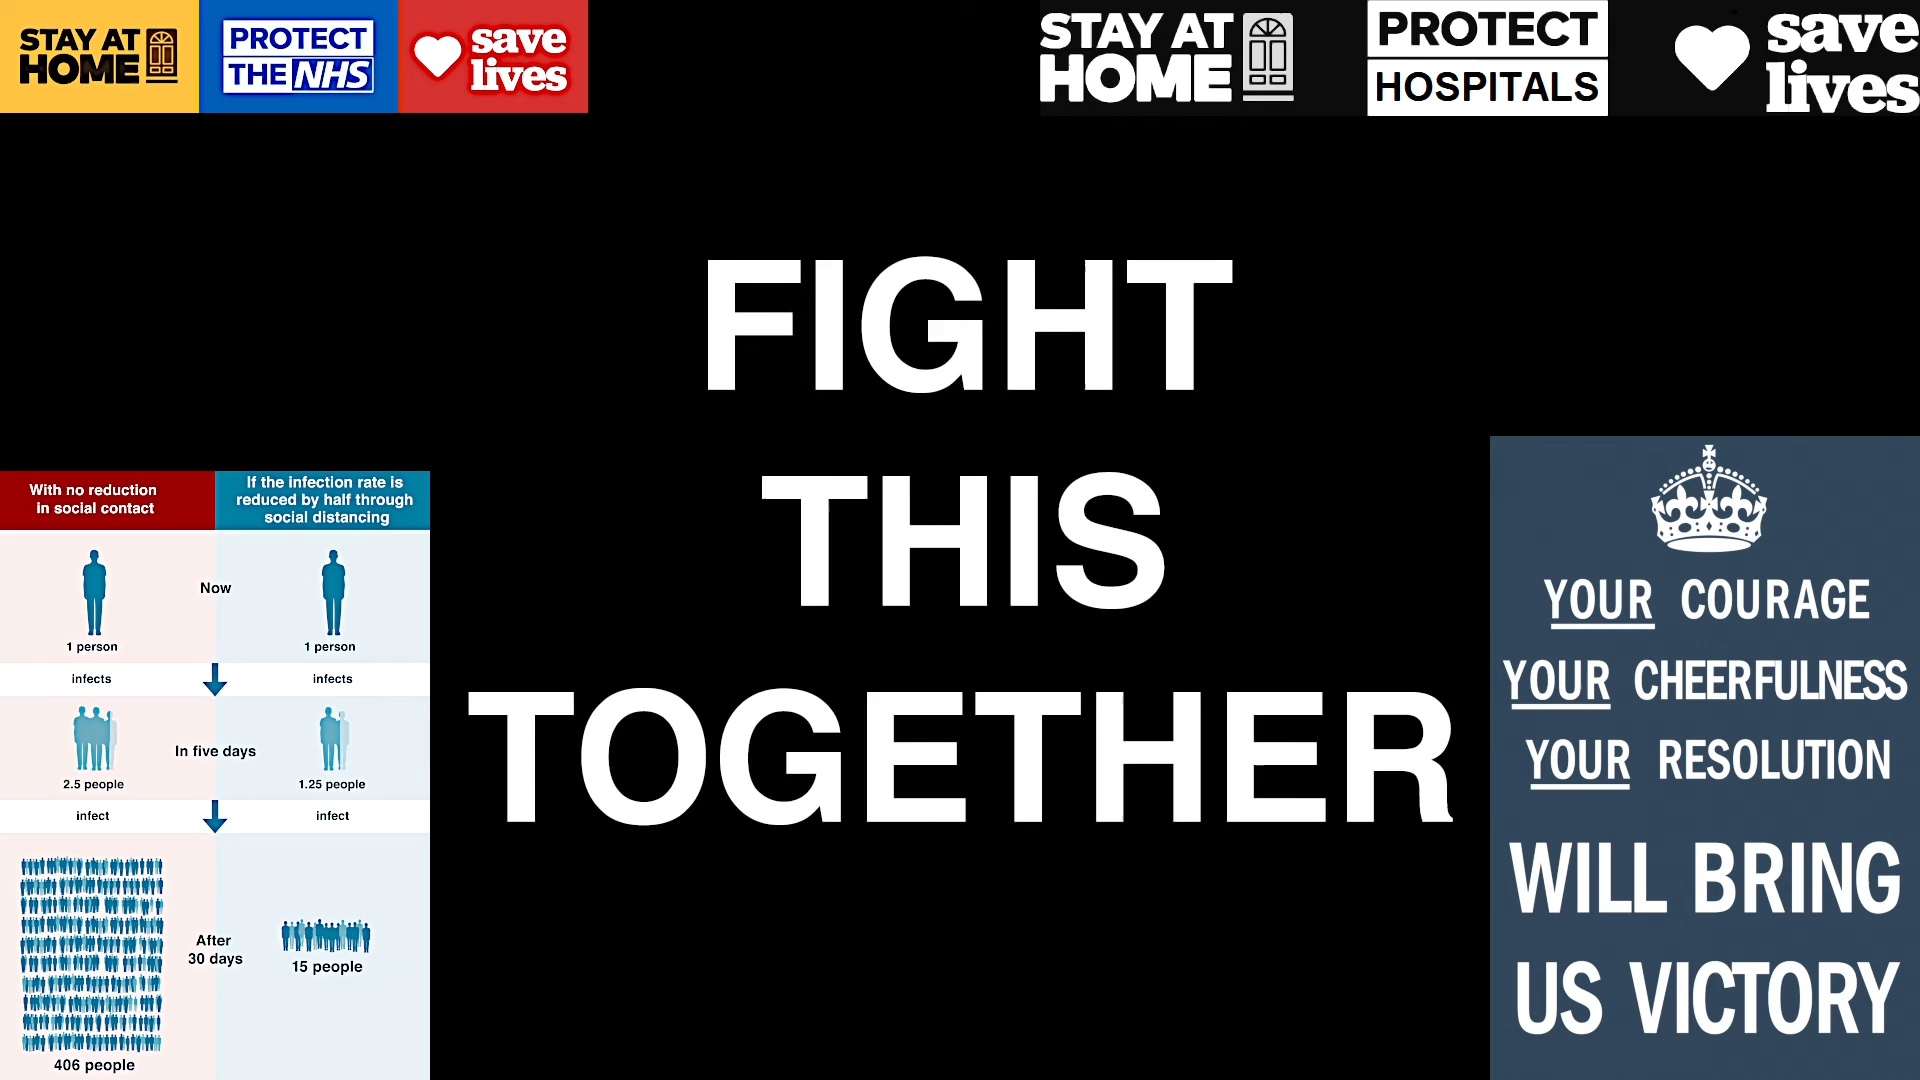 STAY AT
HOME
PROTECT
THE NHS
save
lives
STAY AT
HOME
PROTECT
HOSPITALS
save
lives
FIGHT
THIS
TOGETHER
With no reduction
in social contact
If the infection rate is
reduced by half through
social distancing
Now
1 person
1 person
infects
infects
In five days
2.5 people
1.25 people
infect
infect
After
30 days
15 people
406 people
YOUR COURAGE
YOUR CHEERFULNESS
YOUR RESOLUTION
WILL BRING
US VICTORY